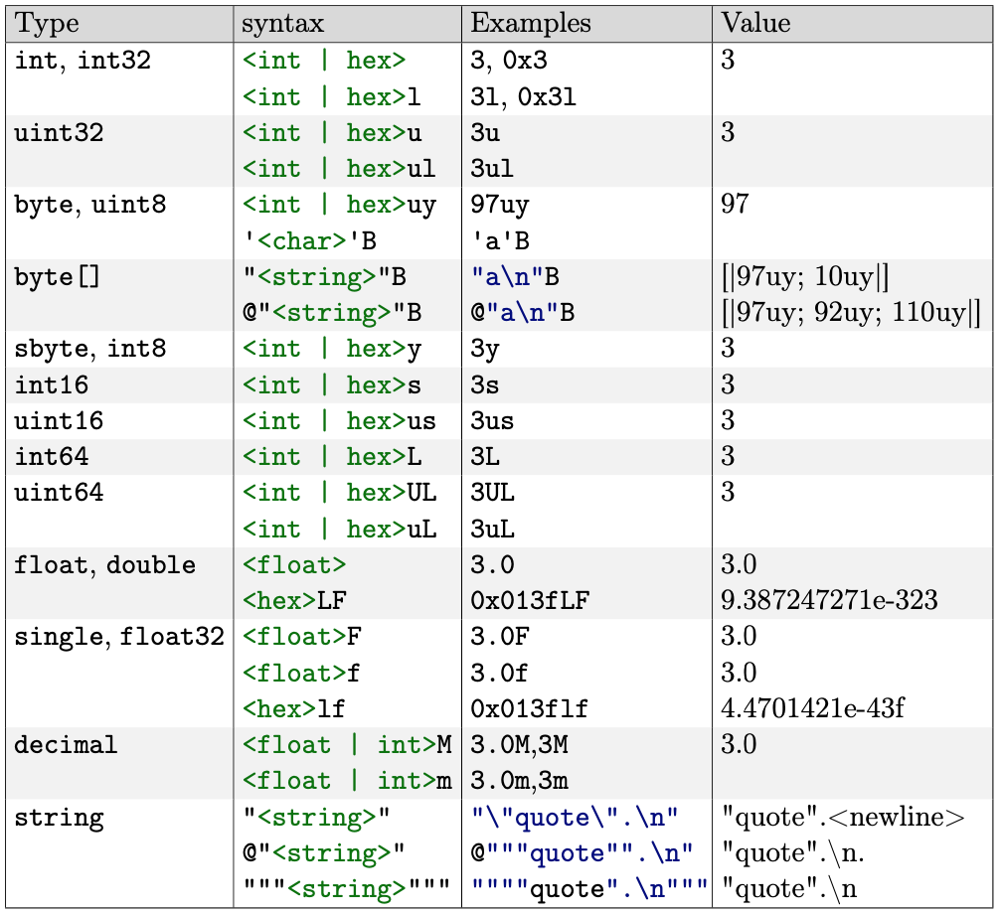 Type syntax Examples Value
int, int32 <int | hex> 3, 0x3 3
<int | hex>l 3l, 0x3l
uint32 <int | hex>u 3u 3
<int | hex>ul 3ul
byte, uint8 <int | hex>uy 97uy 97
'<char>'B 'a'B
byte[] "<string>"B "a\n"B [|97uy; 10uy|]
@"<string>"B @"a\n"B [|97uy; 92uy; 110uy|]
sbyte, int8 <int | hex>y 3y 3
int16 <int | hex>s 3s 3
uint16 <int | hex>us 3us 3
int64 <int | hex>L 3L 3
uint64 <int | hex>UL 3UL 3
<int | hex>uL 3uL
float, double <float> 3.0 3.0
<hex>LF 0x013fLF 9.387247271e-323
single, float32 <float>F 3.0F 3.0
<float>f 3.0f 3.0
<hex>lf 0x013flf 4.4701421e-43f
decimal <float | int>M 3.0M,3M 3.0
<float | int>m 3.0m,3m
string "<string>" "\"quote\".\n" "quote".<newline>
@"<string>" @"""quote"".\n" "quote".\n.
"""<string>""" """"quote".\n""" "quote".\n